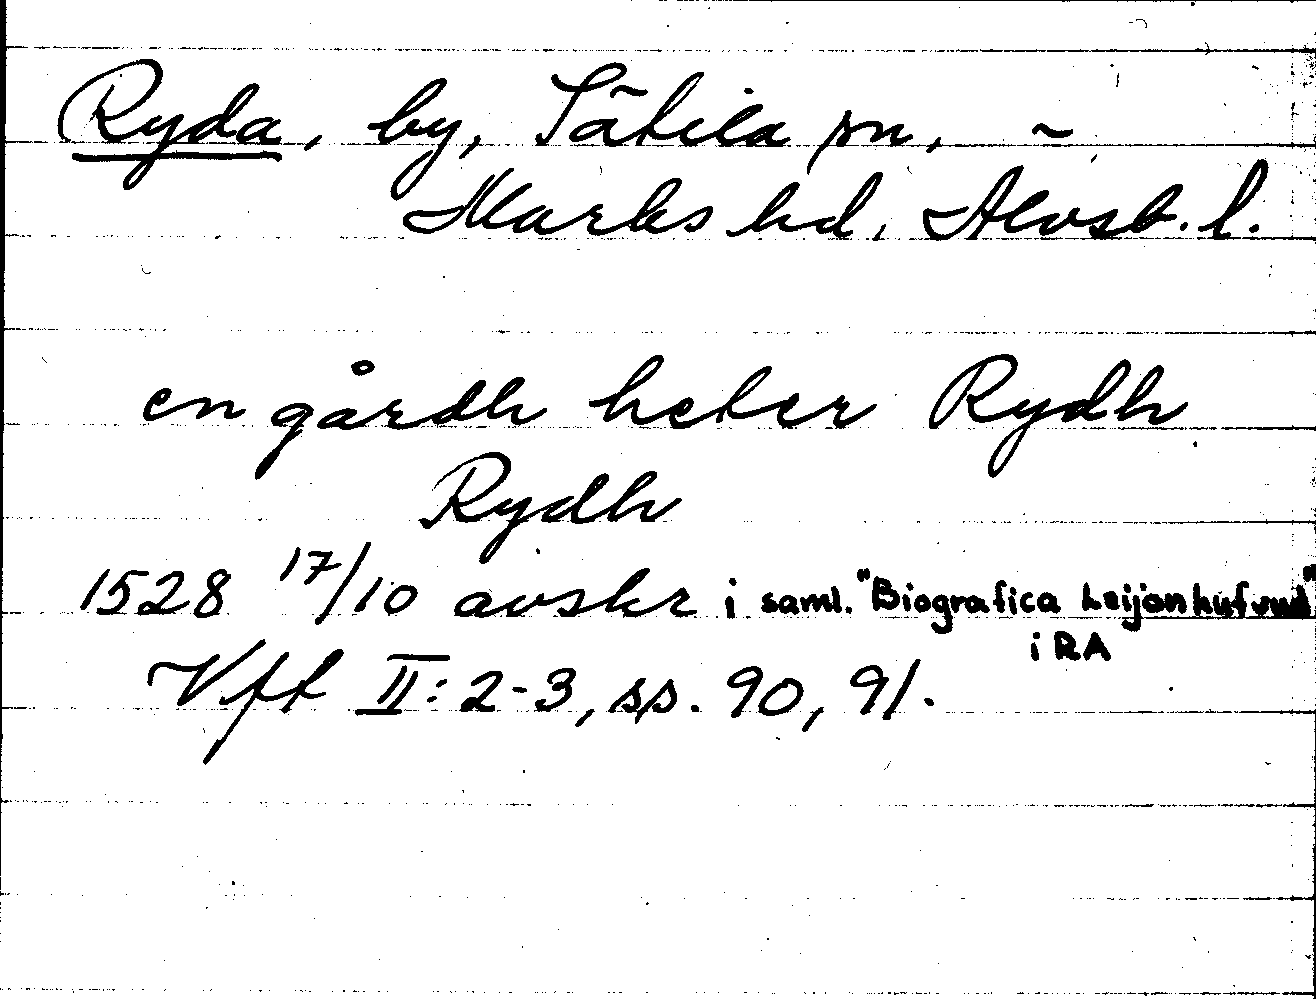 Ryda, by, Sätila sn, ~
Marks hd, Älvsb. l.
en gårdh heter Rydh
Rydh
1528 17/10 avskr i saml. "Biografica Leijonhufvud"
i RA
Vft II: 2-3, ss. 90, 91.